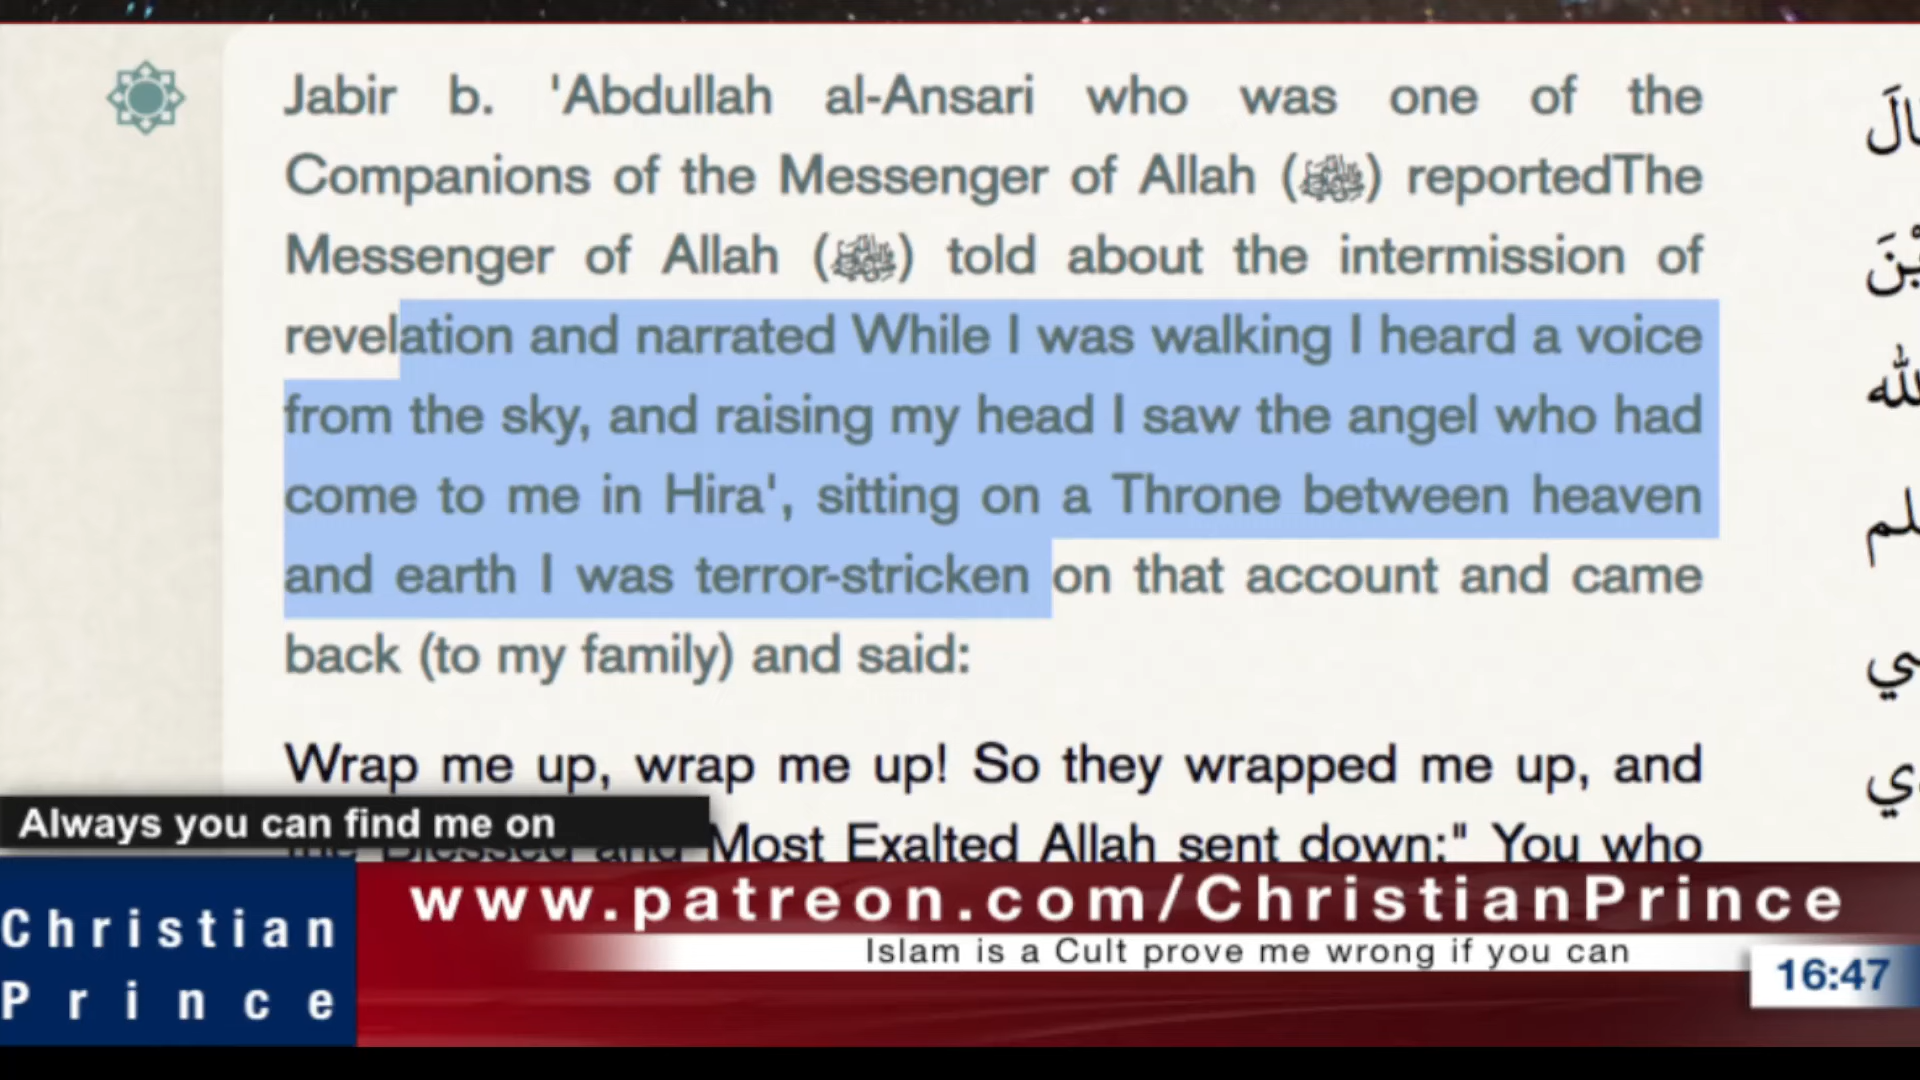 Jabir b. 'Abdullah al-Ansari who was one of the
Companions of the Messenger of Allah (ﷺ) reportedThe
Messenger of Allah (ﷺ) told about the intermission of
revelation and narrated While I was walking I heard a voice
from the sky, and raising my head I saw the angel who had
come to me in Hira', sitting on a Throne between heaven
and earth I was terror-stricken on that account and came
back (to my family) and said:
Wrap me up, wrap me up! So they wrapped me up, and
the Blessed and Most Exalted Allah sent down:" You who
الله
Always you can find me on
Christian
Prince
www.patreon.com/ChristianPrince
Islam is a Cult prove me wrong if you can
16:47